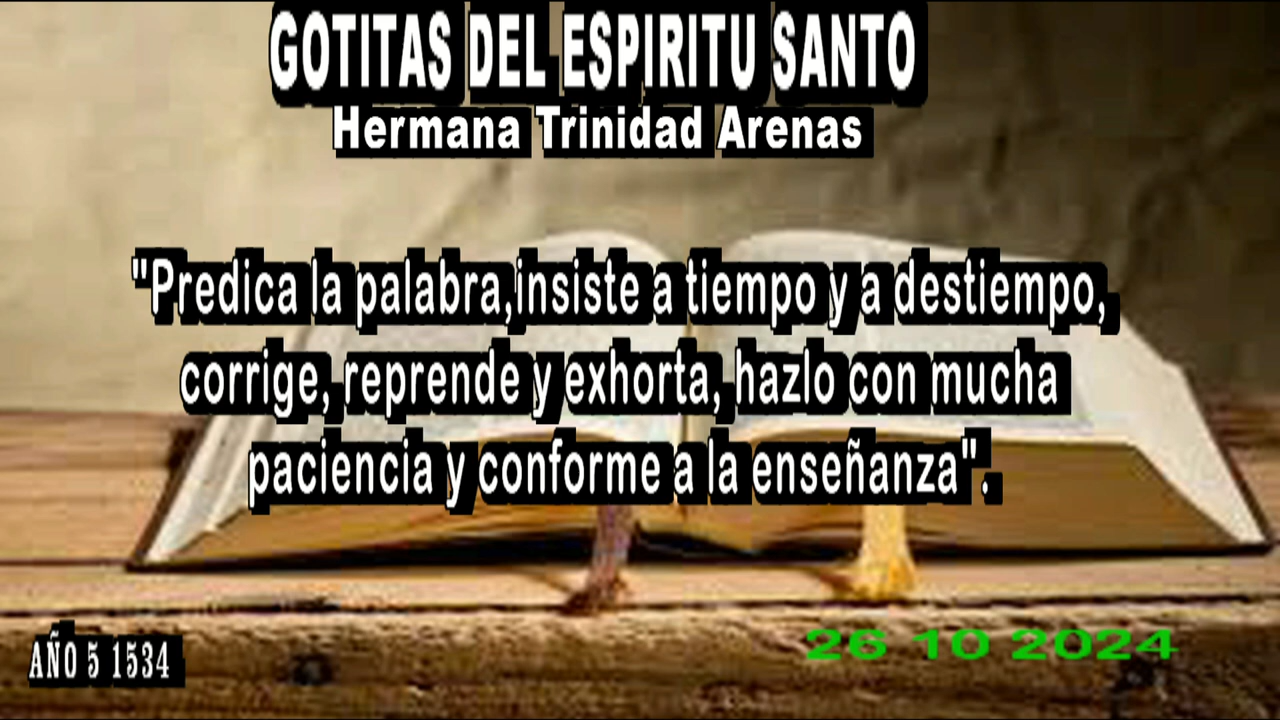 GOTITAS DEL ESPIRITU SANTO
Hermana Trinidad Arenas
"Predica la palabra,insiste a tiempo y a destiempo,
corrige, reprende y exhorta, hazlo con mucha
paciencia y conforme a la enseñanza".
AÑO 5 1534
26 10 2024